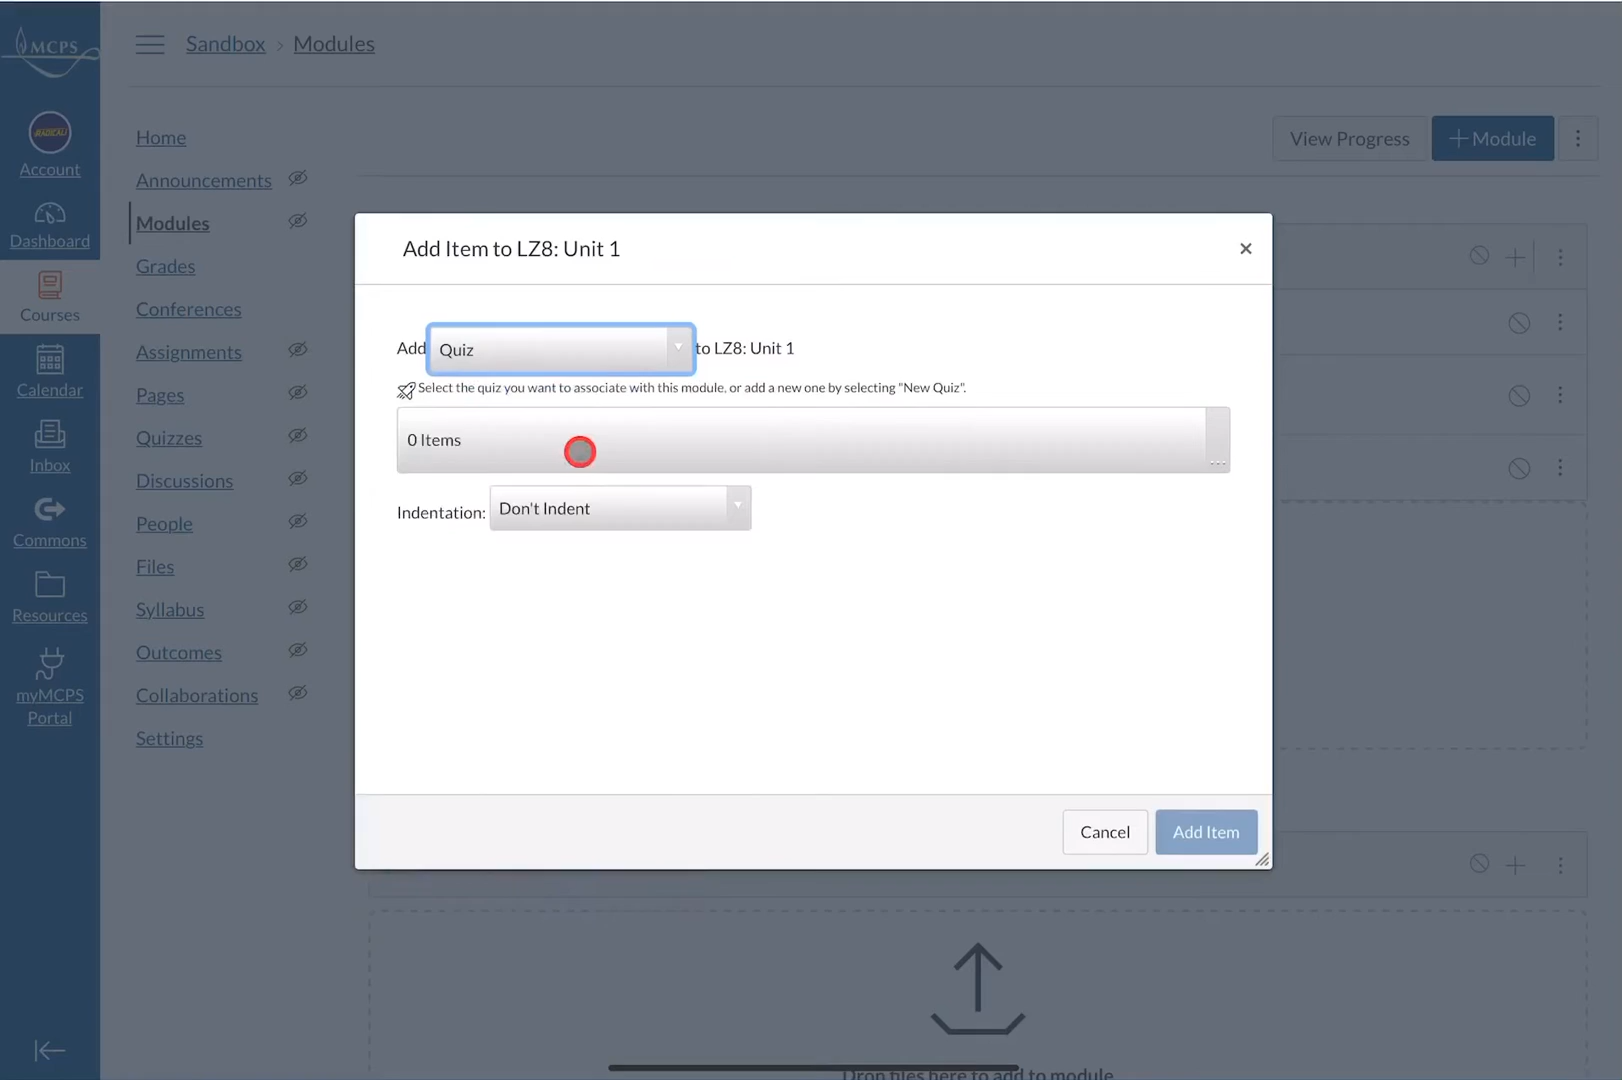 MCPS
Sandbox › Modules
Account
Dashboard
Courses
Calendar
Inbox
Commons
Resources
myMCPS
Portal
Home
Announcements
Modules
Grades
Conferences
Assignments
Pages
Quizzes
Discussions
People
Files
Syllabus
Outcomes
Collaborations
Settings
View Progress
+ Module
Add Item to LZ8: Unit 1
×
Add Quiz to LZ8: Unit 1
Select the quiz you want to associate with this module, or add a new one by selecting "New Quiz".
0 Items
Indentation: Don't Indent
Cancel
Add Item
Drop files here to add to module